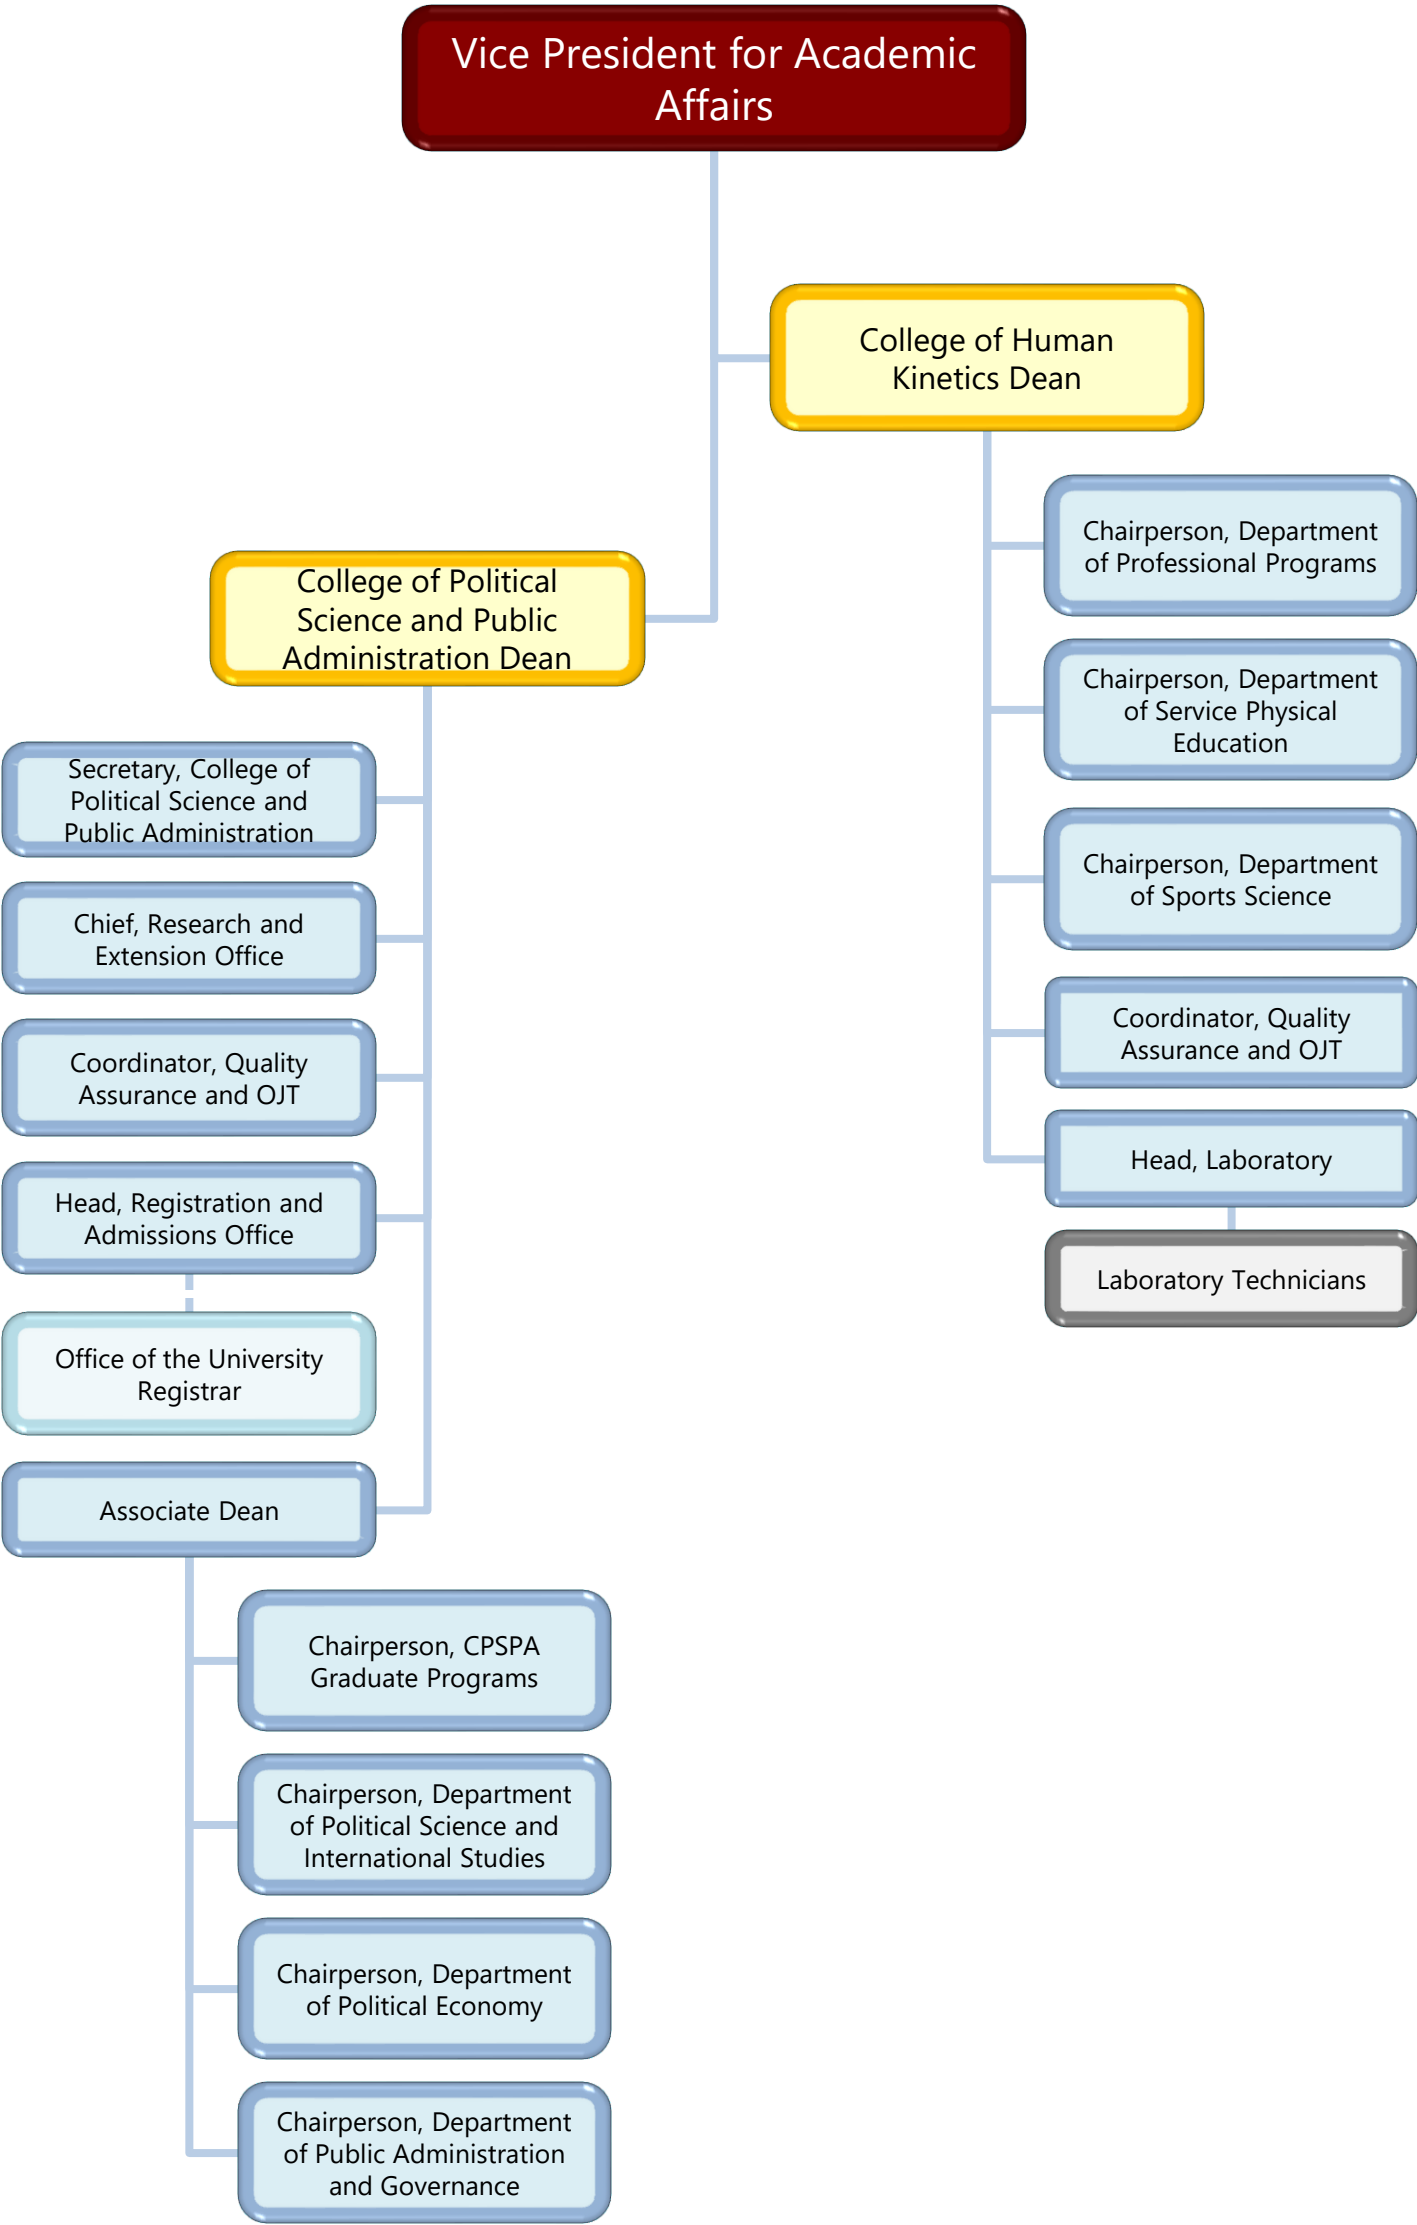 Vice President for Academic
Affairs
College of Human
Kinetics Dean
Chairperson, Department
of Professional Programs
Chairperson, Department
of Service Physical
Education
Chairperson, Department
of Sports Science
Coordinator, Quality
Assurance and OJT
Head, Laboratory
Laboratory Technicians
College of Political
Science and Public
Administration Dean
Secretary, College of
Political Science and
Public Administration
Chief, Research and
Extension Office
Coordinator, Quality
Assurance and OJT
Head, Registration and
Admissions Office
Office of the University
Registrar
Associate Dean
Chairperson, CPSPA
Graduate Programs
Chairperson, Department
of Political Science and
International Studies
Chairperson, Department
of Political Economy
Chairperson, Department
of Public Administration
and Governance